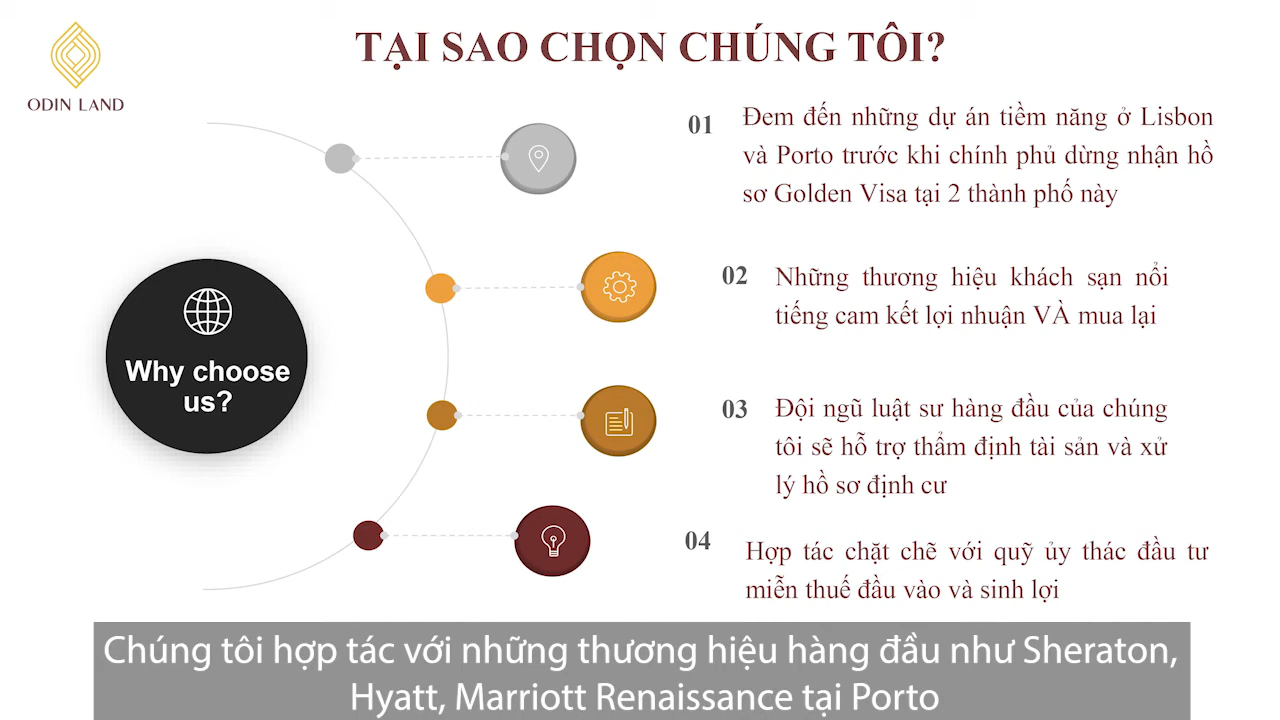 ODIN LAND
TẠI SAO CHỌN CHÚNG TÔI?
Why choose
us?
01
Đem đến những dự án tiềm năng ở Lisbon
và Porto trước khi chính phủ dừng nhận hồ
sơ Golden Visa tại 2 thành phố này
02
Những thương hiệu khách sạn nổi
tiếng cam kết lợi nhuận VÀ mua lại
03
Đội ngũ luật sư hàng đầu của chúng
tôi sẽ hỗ trợ thẩm định tài sản và xử
lý hồ sơ định cư
04
Hợp tác chặt chẽ với quỹ ủy thác đầu tư
miễn thuế đầu vào và sinh lợi
Chúng tôi hợp tác với những thương hiệu hàng đầu như Sheraton,
Hyatt, Marriott Renaissance tại Porto